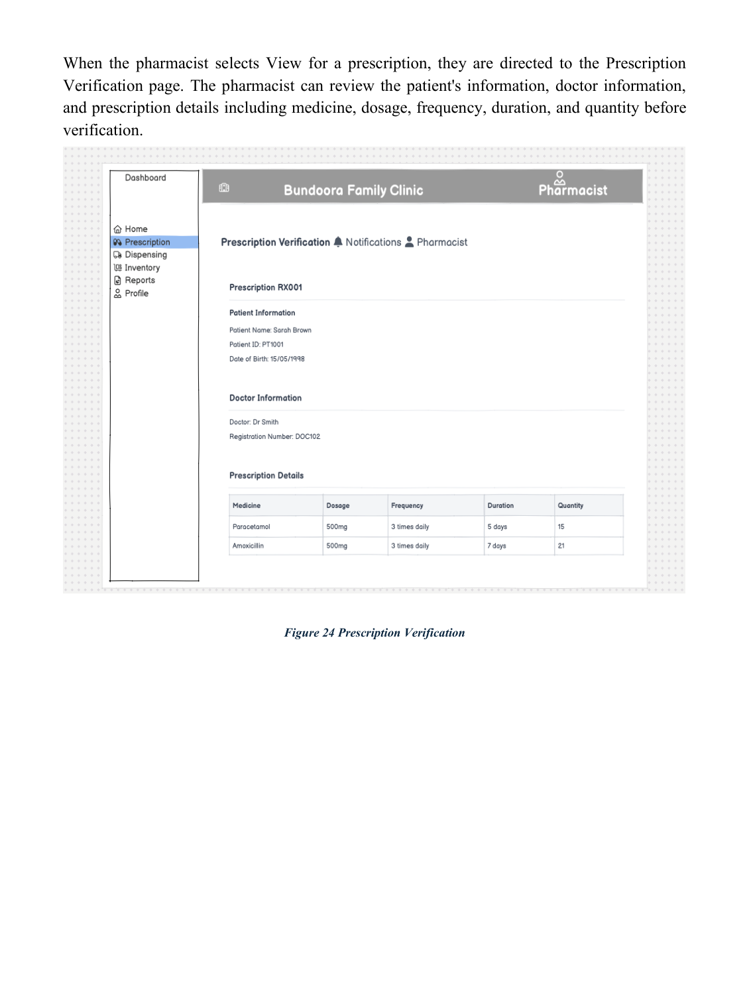 When the pharmacist selects View for a prescription, they are directed to the Prescription
Verification page. The pharmacist can review the patient's information, doctor information,
and prescription details including medicine, dosage, frequency, duration, and quantity before
verification.
Dashboard
Bundoora Family Clinic
Pharmacist
Home
Prescription
Dispensing
Inventory
Reports
Profile
Prescription Verification Notifications Pharmacist
Prescription RX001
Patient Information
Patient Name: Sarah Brown
Patient ID: PT1001
Date of Birth: 15/05/1998
Doctor Information
Doctor: Dr Smith
Registration Number: DOC102
Prescription Details
Medicine Dosage Frequency Duration Quantity
Paracetamol 500mg 3 times daily 5 days 15
Amoxicillin 500mg 3 times daily 7 days 21
Figure 24 Prescription Verification